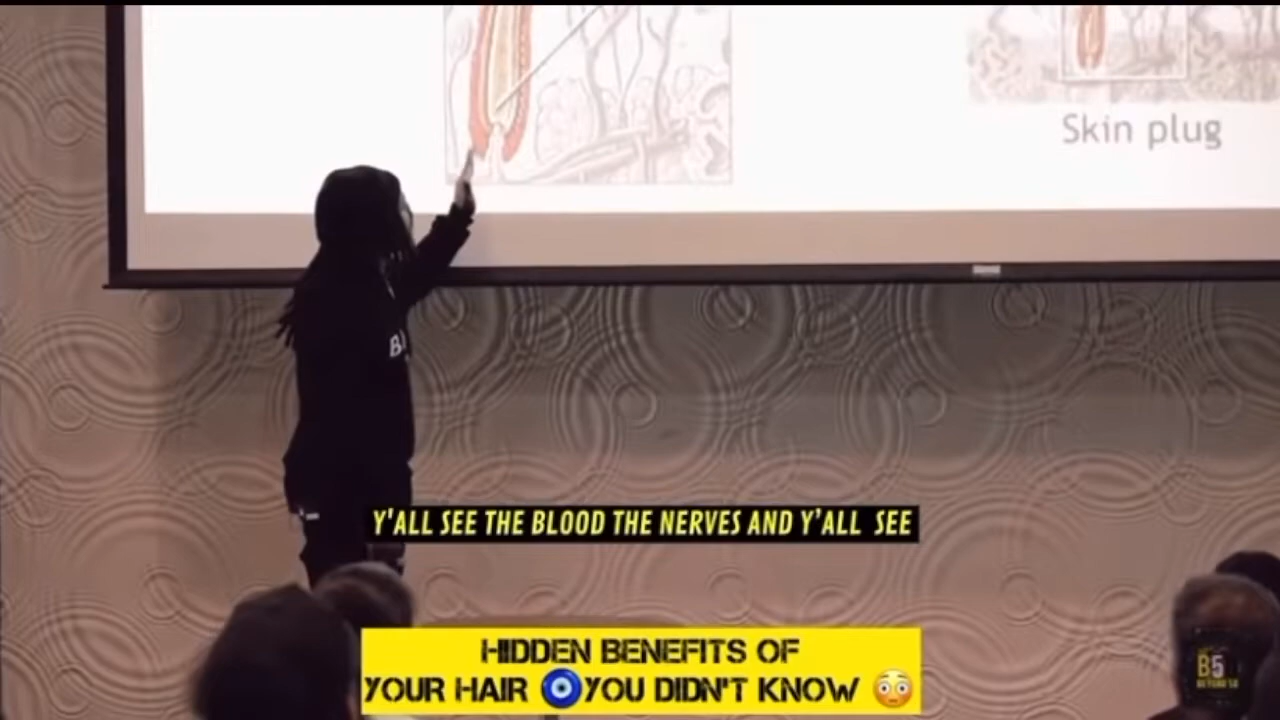 Skin plug
Y'ALL SEE THE BLOOD THE NERVES AND Y'ALL SEE
HIDDEN BENEFITS OF
YOUR HAIR 🧿YOU DIDN'T KNOW 😳
B5